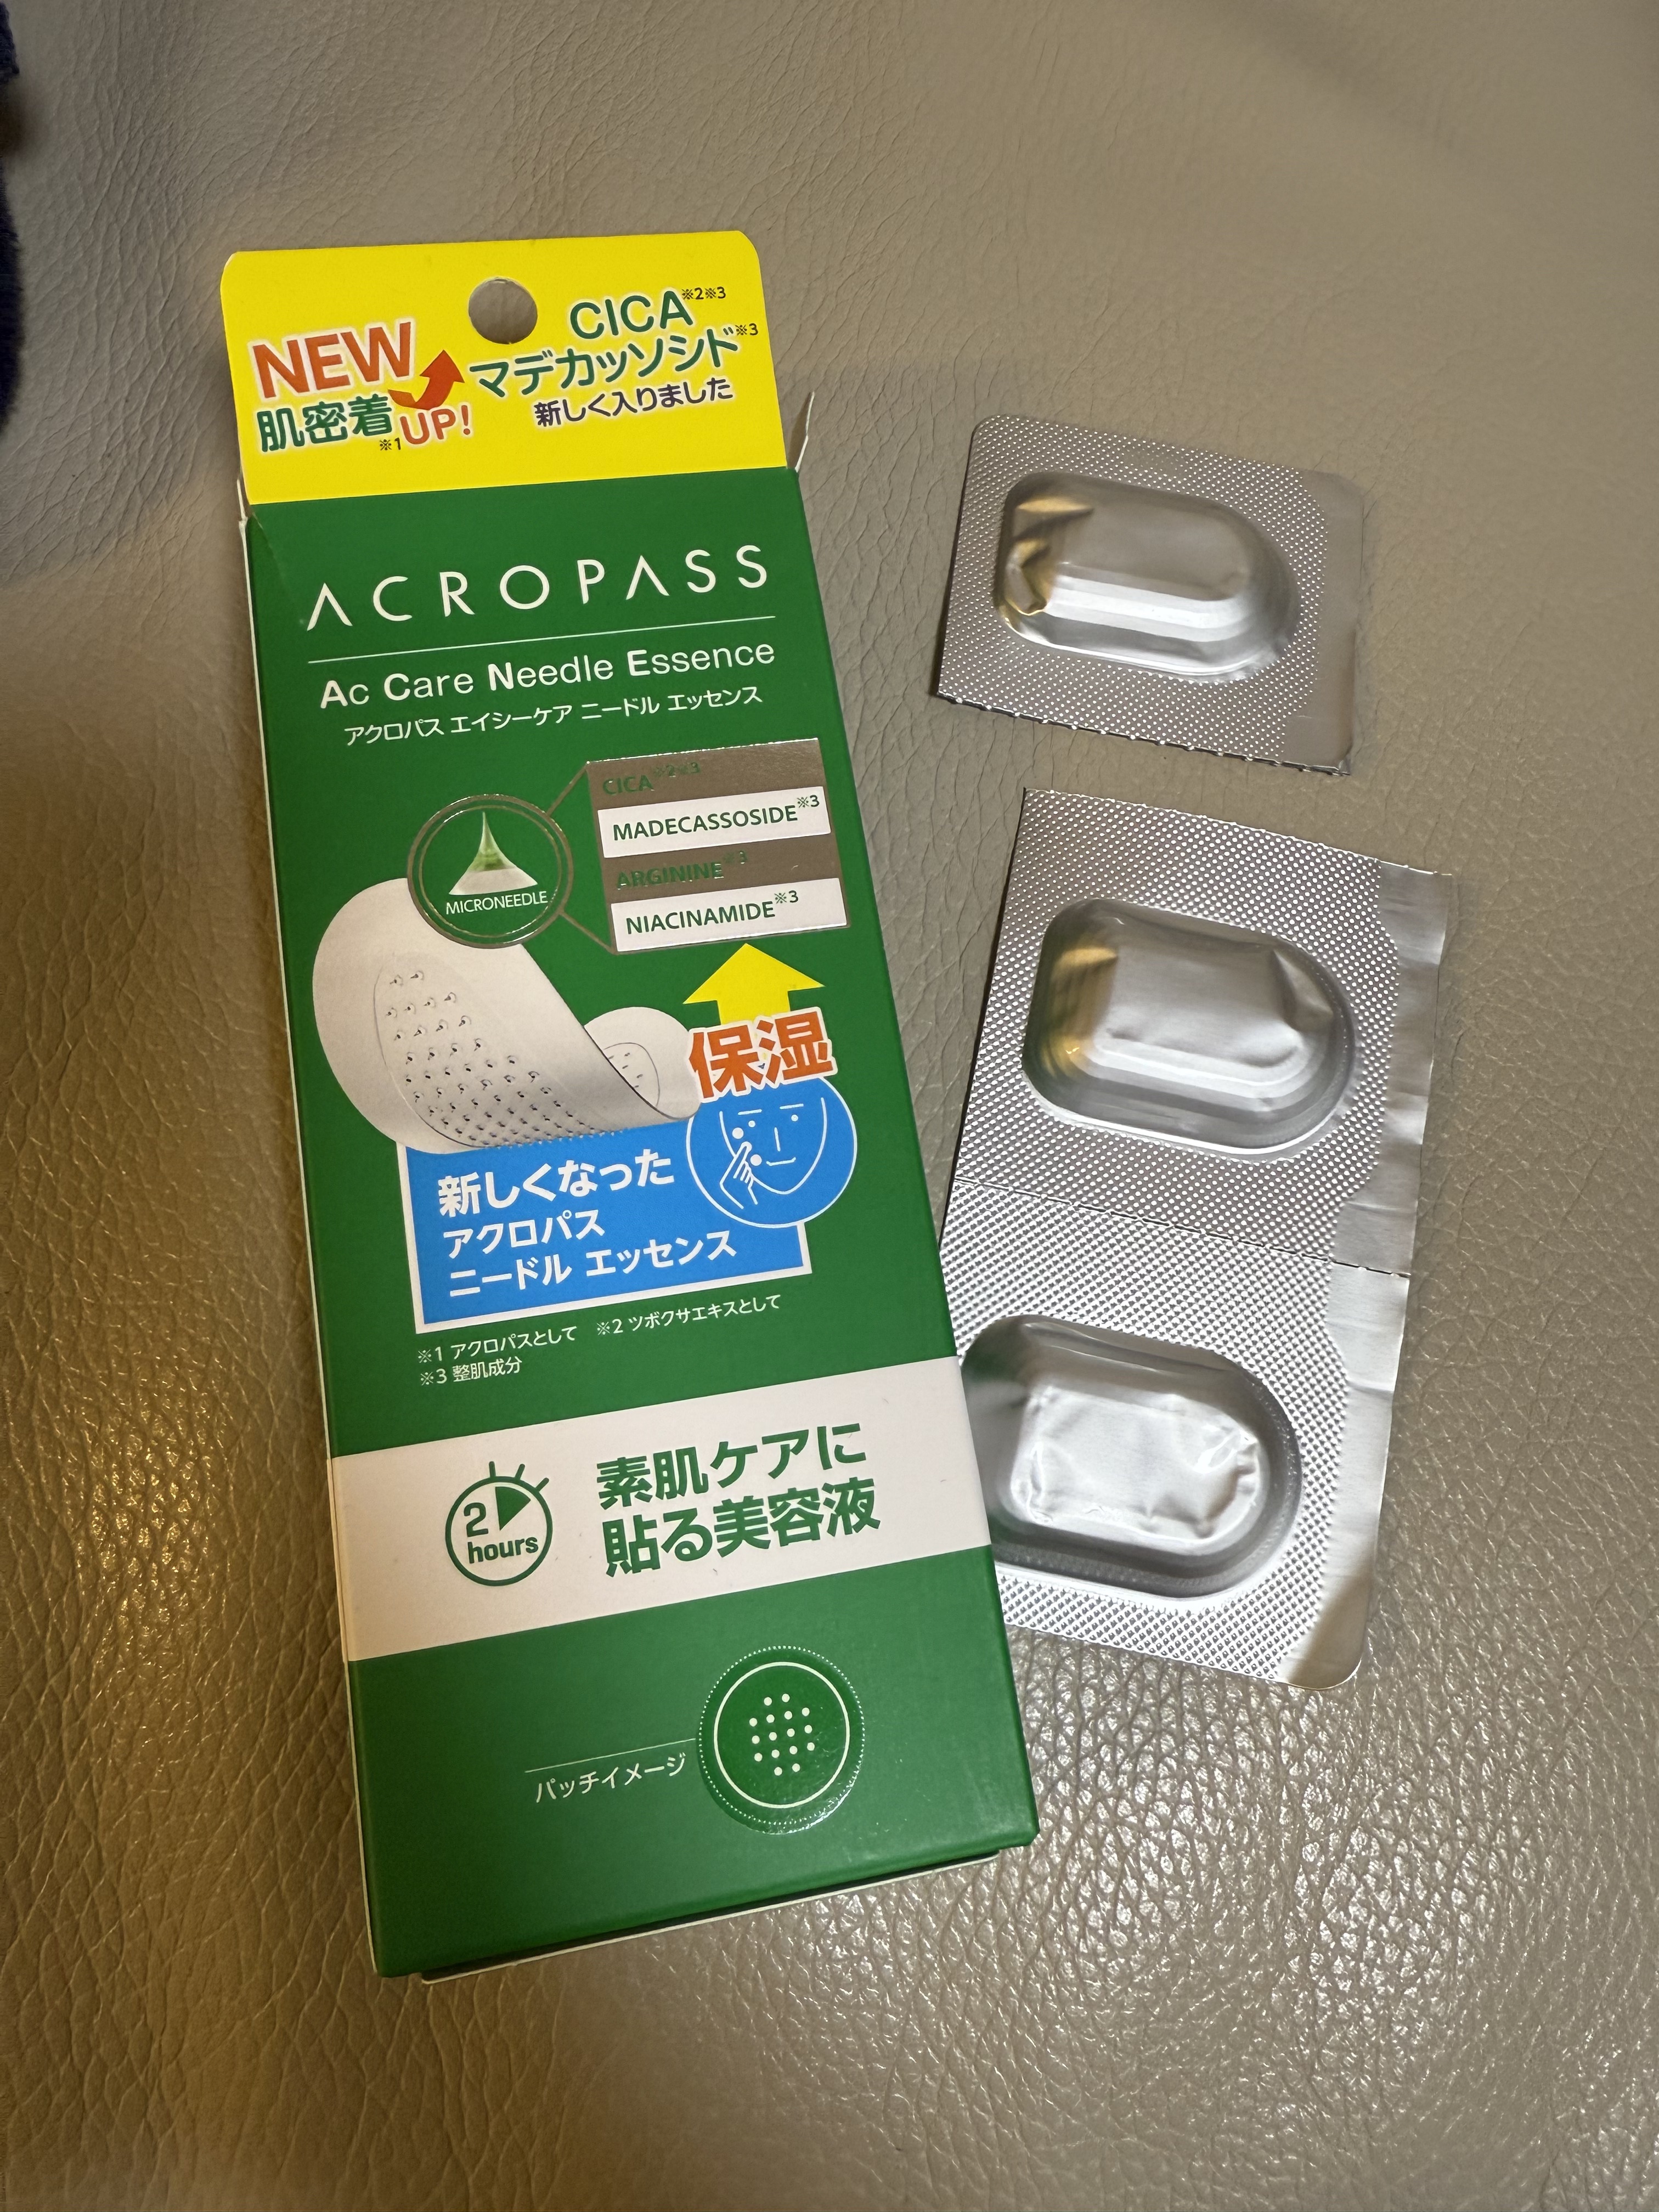 NEW
肌密着※1UP!
CICA※2※3
マデカッソシド※3
新しく入りました
ACROPASS
Ac Care Needle Essence
アクロパス エイシーケア ニードル エッセンス
MICRONEEDLE
CICA※2※3
MADECASSOSIDE※3
ARGININE※3
NIACINAMIDE※3
保湿
新しくなった
アクロパス
ニードル エッセンス
※1 アクロパスとして ※2 ツボクサエキスとして
※3 整肌成分
2
hours
素肌ケアに
貼る美容液
パッチイメージ